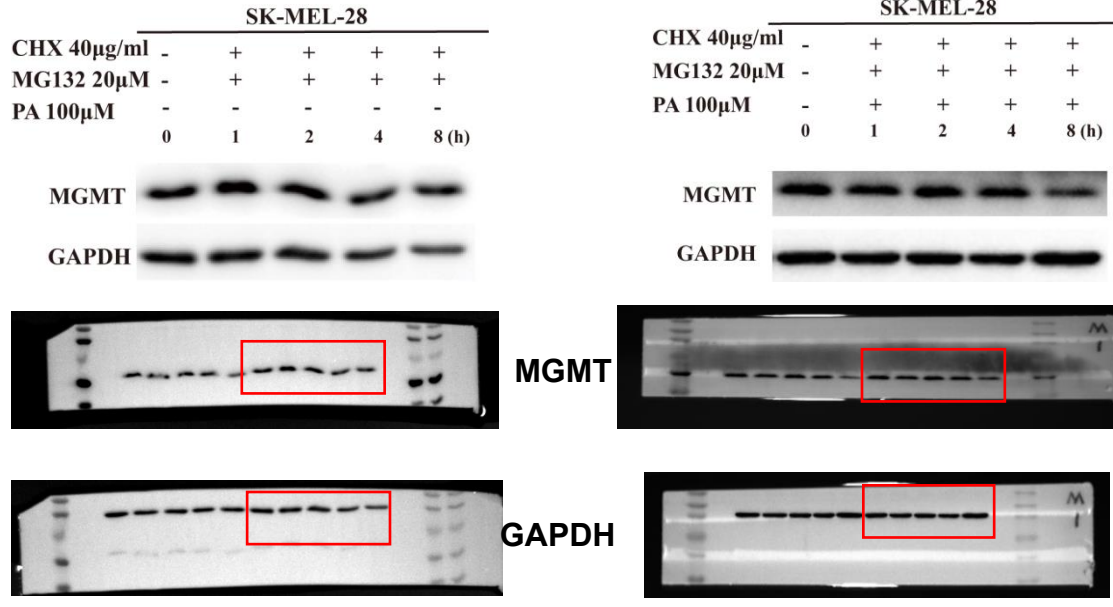 SK-MEL-28
CHX 40μg/ml - + + + +
MG132 20μM - + + + +
PA 100μM - - - - -
0 1 2 4 8 (h)
MGMT
GAPDH
SK-MEL-28
CHX 40μg/ml - + + + +
MG132 20μM - + + + +
PA 100μM - + + + +
0 1 2 4 8 (h)
MGMT
GAPDH
MGMT
GAPDH